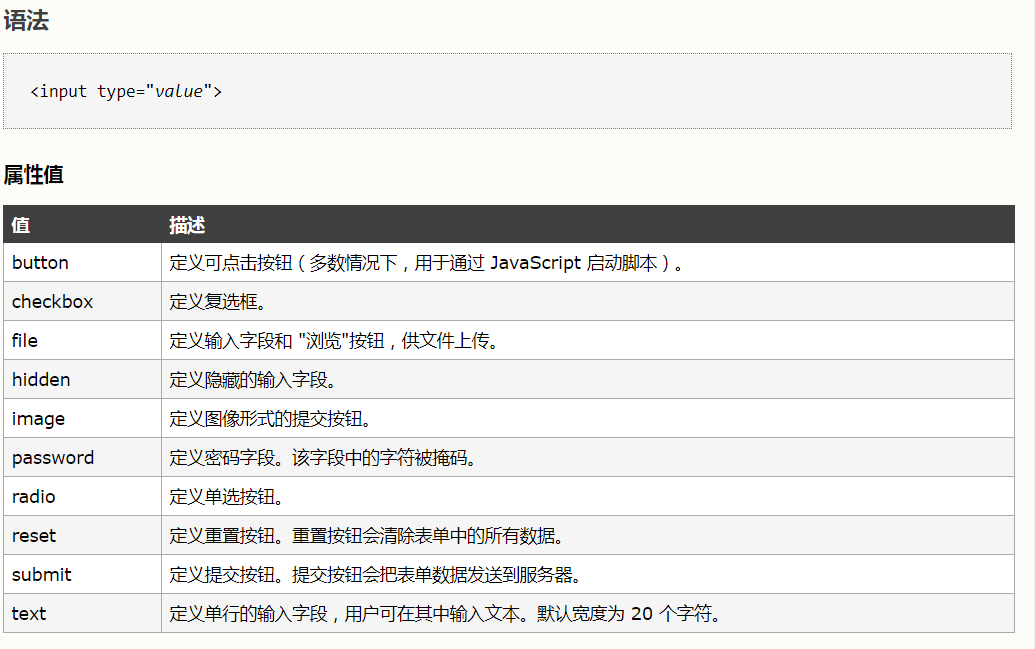 语法
<input type="value">
属性值
值 描述
button 定义可点击按钮（多数情况下，用于通过 JavaScript 启动脚本）。
checkbox 定义复选框。
file 定义输入字段和 "浏览"按钮，供文件上传。
hidden 定义隐藏的输入字段。
image 定义图像形式的提交按钮。
password 定义密码字段。该字段中的字符被掩码。
radio 定义单选按钮。
reset 定义重置按钮。重置按钮会清除表单中的所有数据。
submit 定义提交按钮。提交按钮会把表单数据发送到服务器。
text 定义单行的输入字段，用户可在其中输入文本。默认宽度为 20 个字符。